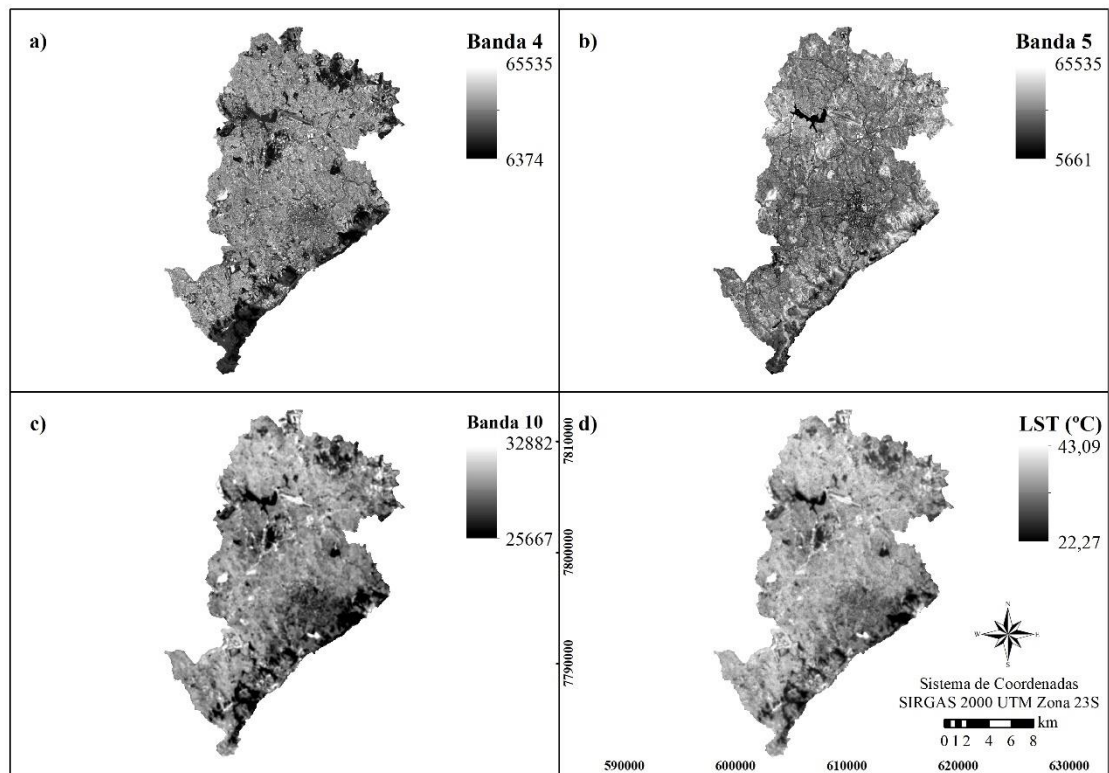 a)
Banda 4
65535
6374
b)
Banda 5
65535
5661
c)
Banda 10
32882
25667
7810000
7800000
7790000
d)
LST (ºC)
43,09
22,27
N
W
E
S
Sistema de Coordenadas
SIRGAS 2000 UTM Zona 23S
km
0 1 2 4 6 8
590000 600000 610000 620000 630000